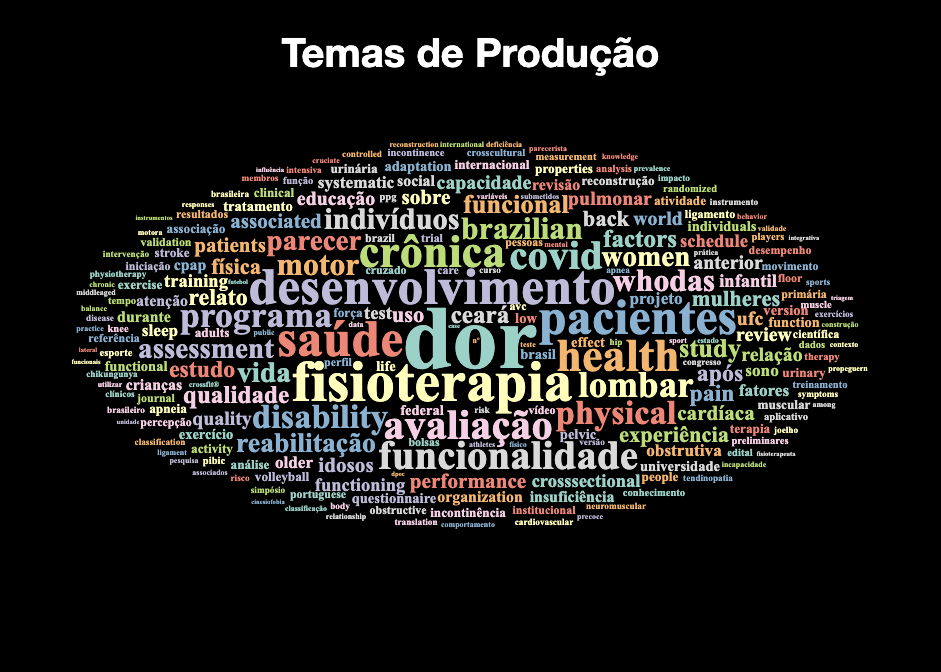 Temas de Produção
reconstruction international deficiência
controlled incontinence crosscultural parecerista
cruciate urinária adaptation internacional measurement knowledge
influência intensiva properties analysis prevalence
membros função systematic social capacidade revisão reconstrução impacto
brasileira clinical educação ppg sobre variáveis submetidos pulmonar randomized
responses tratamento funcional atividade instrumento
instrumentos resultados associated indivíduos brazilian back world ligamento behavior
motora associação individuals validade
validation patients parecer brazil trial crônica pessoas mental covid factors schedule players integrativa
intervenção stroke women prática desempenho
iniciação cpap física motor cruzado care curso apnea anterior movimento
physiotherapy training futebol desenvolvimento whodas infantil floor sports
chronic exercise relato projeto mulheres primária triagem
middleaged tempo atenção programa força test uso ceará avc pacientes version muscle
balance durante data low ufc exercícios
disease adults public saúde dor case nº teste effect hip sport estado function construção
practice knee sleep assessment health study review científica
referência brasil relação dados contexto
lateral esporte perfil life congresso therapy
funcionais functional estudo vida fisioterapia lombar após sono urinary propeguern
chikungunya crianças crossfit® pain fatores treinamento
utilizar qualidade symptoms
clínicos journal muscular among
brasileiro apneia quality disability federal risk vídeo physical cardíaca aplicativo
unidade percepção avaliação terapia joelho
exercício reabilitação bolsas athletes físico pelvic experiência preliminares
classification activity versão
ligament funcionalidade obstrutiva edital fisioterapeuta
pesquisa pibic análise older idosos universidade incapacidade
associados risco volleyball dpoc people tendinopatia
functioning performance crosssectional
simpósio portuguese questionnaire organization insuficiência conhecimento
cinesiofobia
classificação body obstructive incontinência institucional neuromuscular
relationship precoce
translation comportamento cardiovascular